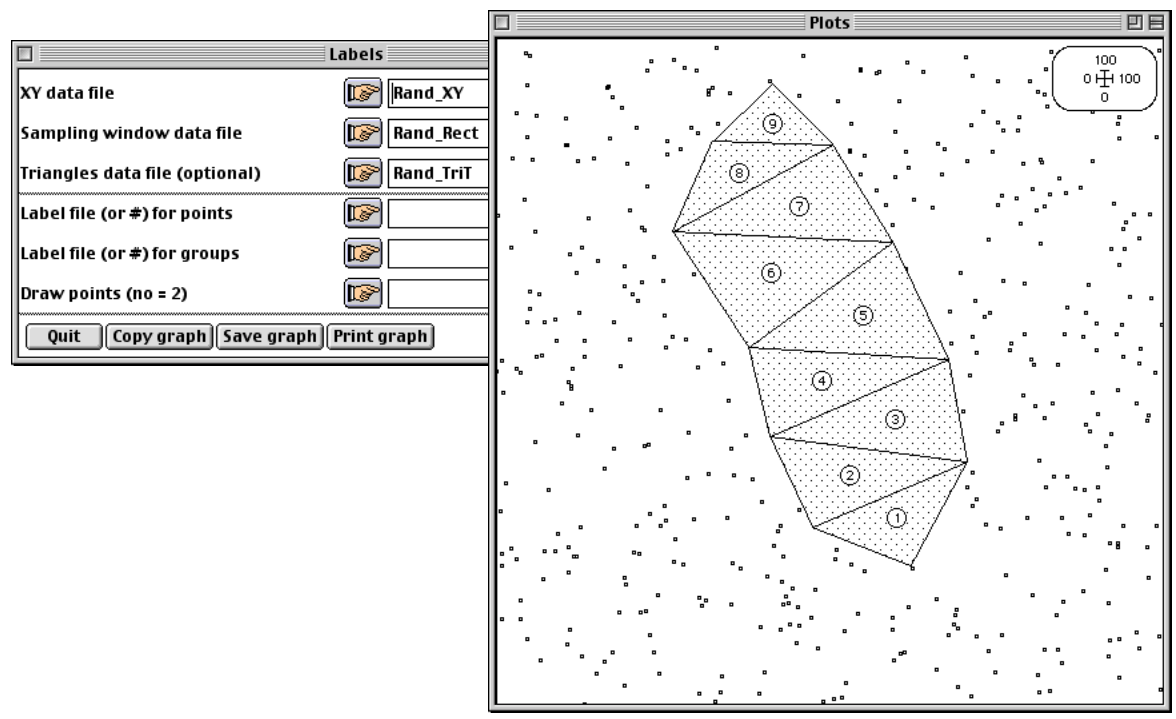 Labels
XY data file
Rand_XY
Sampling window data file
Rand_Rect
Triangles data file (optional)
Rand_TriT
Label file (or #) for points
Label file (or #) for groups
Draw points (no = 2)
Quit
Copy graph
Save graph
Print graph
Plots
100
0 100
0
9
8
7
6
5
4
3
2
1